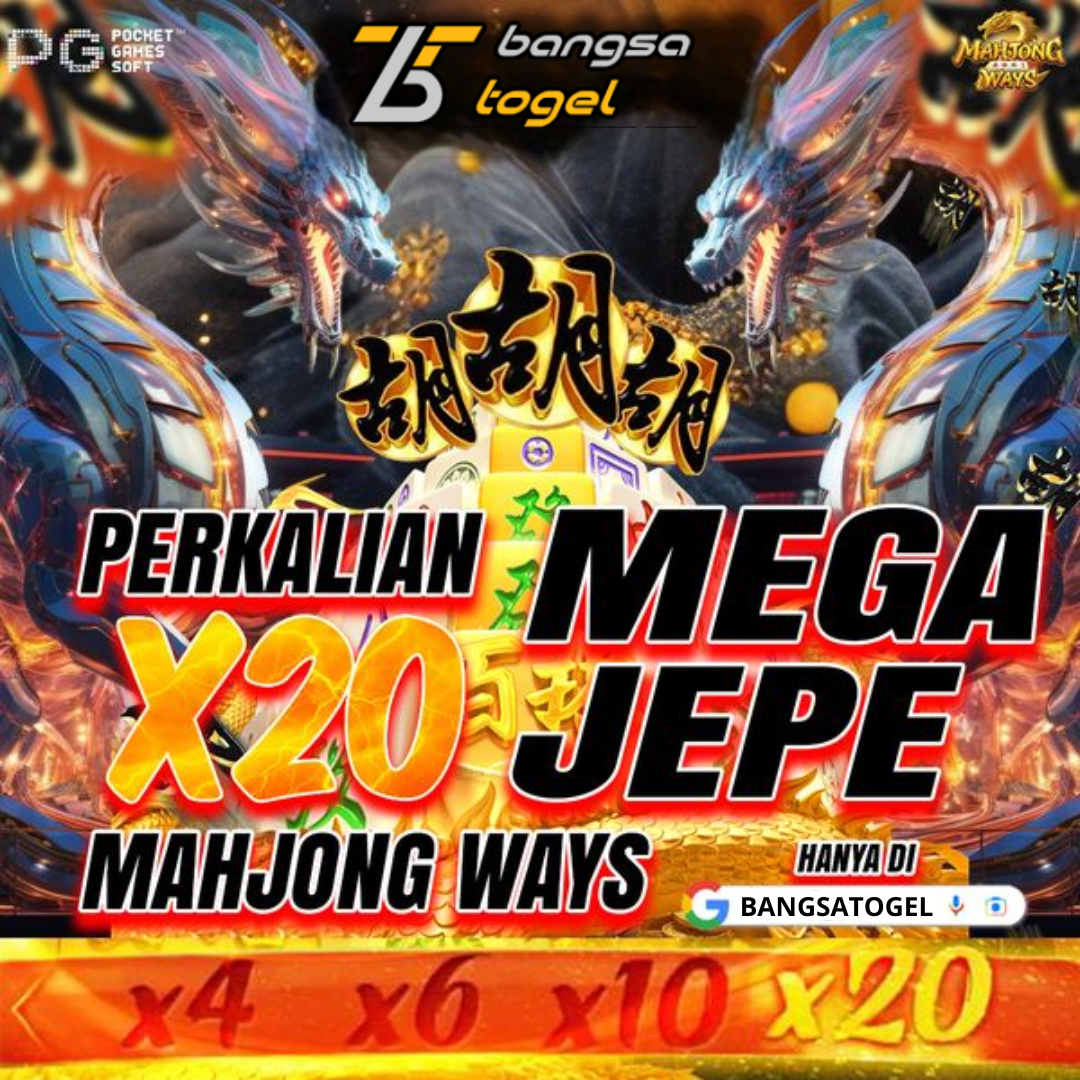 PG POCKET GAMES SOFT
bangsa
togel
MAHJONG
WAYS 2
胡 胡 胡
PERKALIAN
X20
MEGA
JEPE
MAHJONG WAYS
HANYA DI
BANGSATOGEL
x4 x6 x10 x20